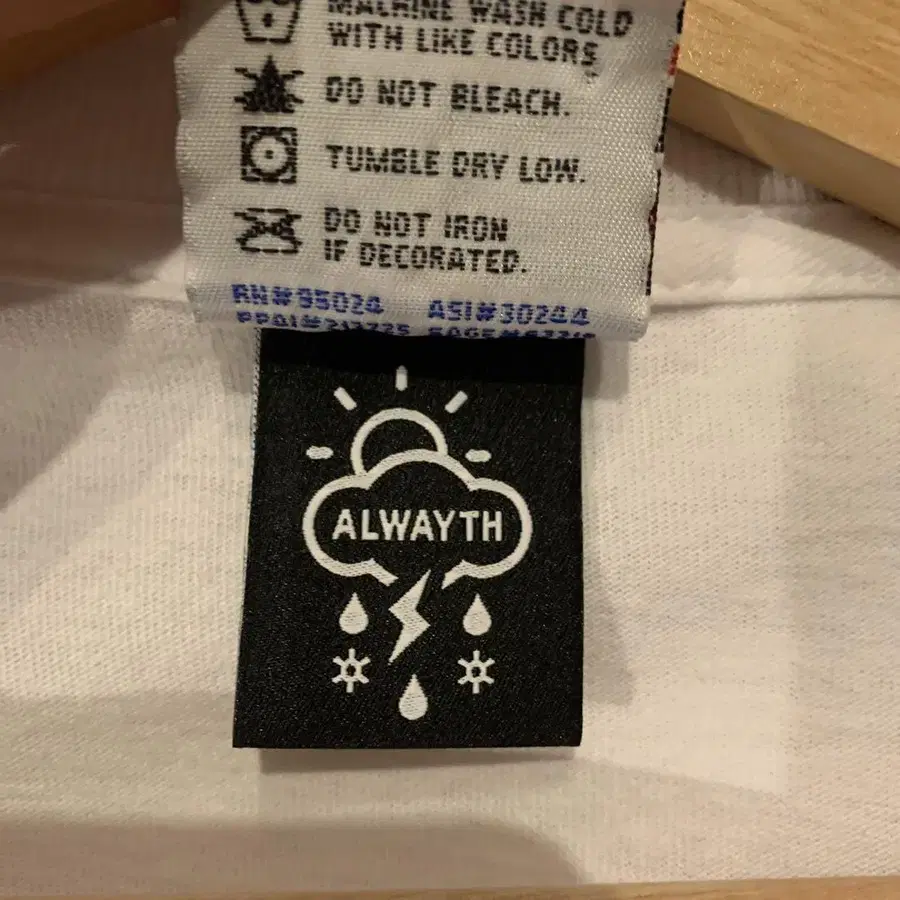 MACHINE WASH COLD
WITH LIKE COLORS
DO NOT BLEACH.
TUMBLE DRY LOW.
DO NOT IRON
IF DECORATED.
RN#95024 ASI#30244
ALWAYTH